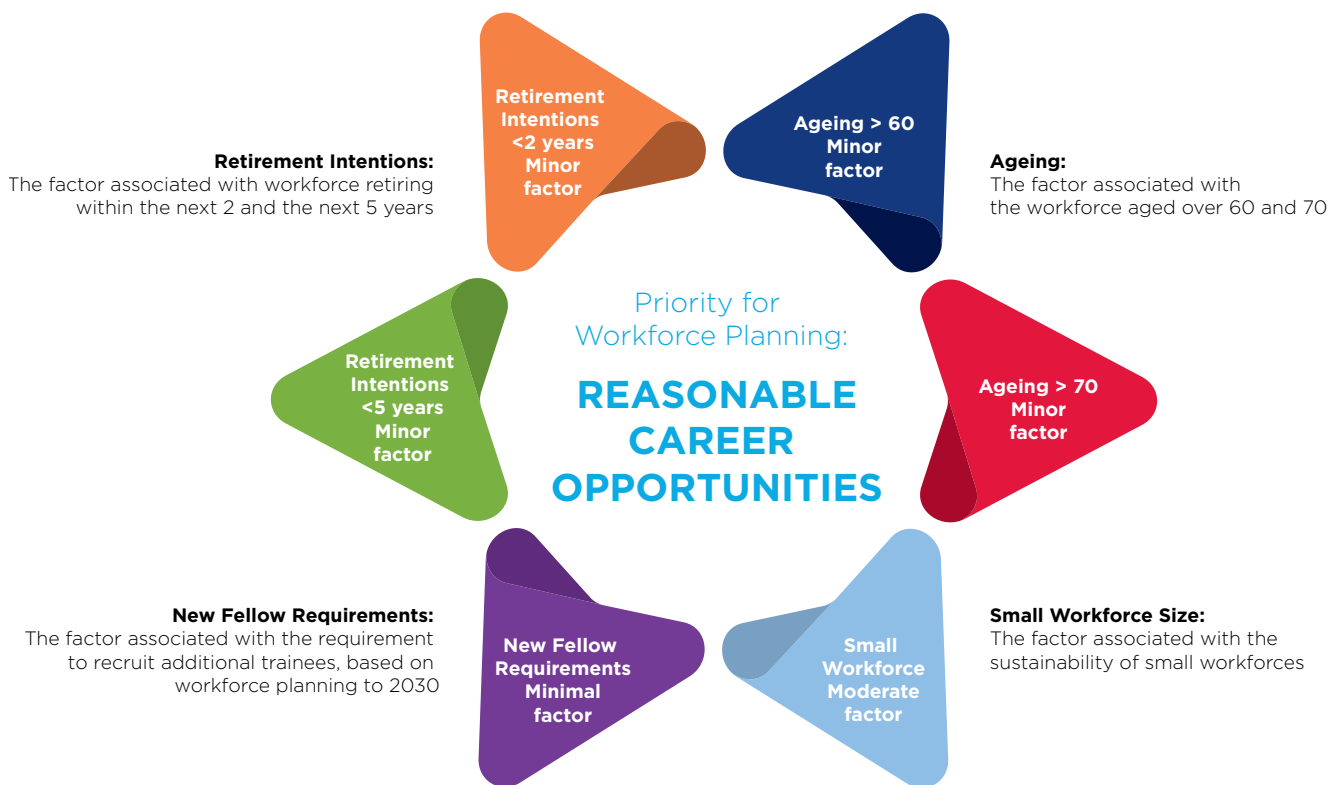 Retirement
Intentions
<2 years
Minor
factor
Ageing > 60
Minor
factor
Retirement Intentions:
The factor associated with workforce retiring
within the next 2 and the next 5 years
Ageing:
The factor associated with
the workforce aged over 60 and 70
Priority for
Workforce Planning:
REASONABLE
CAREER
OPPORTUNITIES
Retirement
Intentions
<5 years
Minor
factor
Ageing > 70
Minor
factor
New Fellow Requirements:
The factor associated with the requirement
to recruit additional trainees, based on
workforce planning to 2030
New Fellow
Requirements
Minimal
factor
Small
Workforce
Moderate
factor
Small Workforce Size:
The factor associated with the
sustainability of small workforces